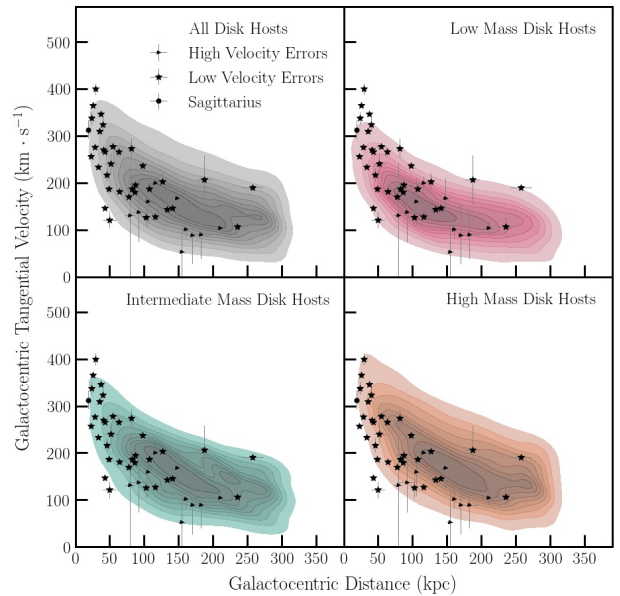 All Disk Hosts
High Velocity Errors
Low Velocity Errors
Sagittarius
Low Mass Disk Hosts
500
400
300
200
100
0
Intermediate Mass Disk Hosts
High Mass Disk Hosts
500
400
300
200
100
0
0 50 100 150 200 250 300 350
0 50 100 150 200 250 300 350
Galactocentric Tangential Velocity (km · s⁻¹)
Galactocentric Distance (kpc)